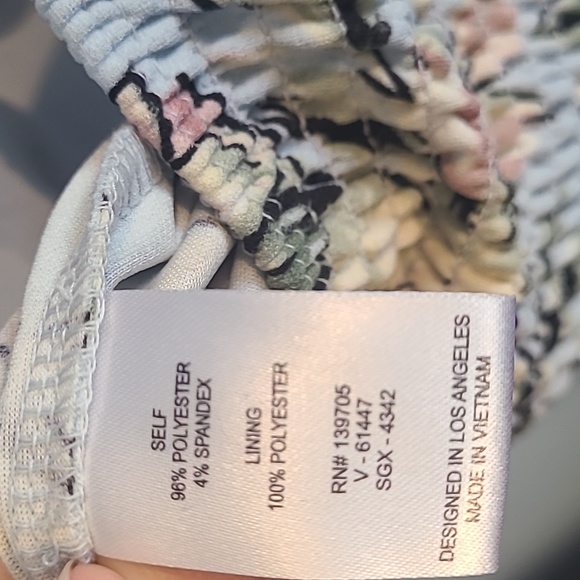 SELF
96% POLYESTER
4% SPANDEX
LINING
100% POLYESTER
RN# 139705
V - 61447
SGX - 4342
DESIGNED IN LOS ANGELES
MADE IN VIETNAM